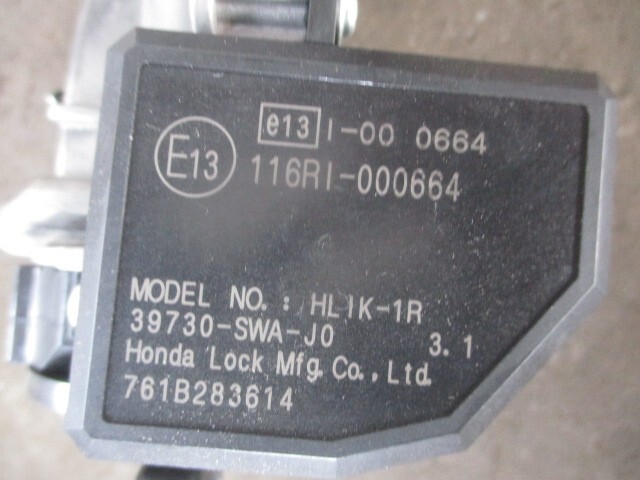 e13 I-00 0664
E13 116RI-000664
MODEL NO.: HLIK-1R
39730-SWA-J0 3.1
Honda Lock Mfg. Co., Ltd.
761B283614